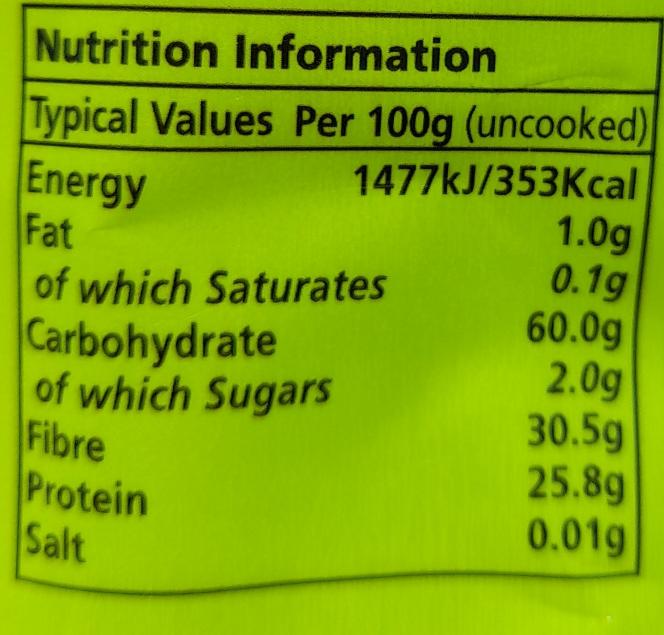 Nutrition Information
Typical Values Per 100g (uncooked)
Energy 1477kJ/353Kcal
Fat 1.0g
of which Saturates 0.1g
Carbohydrate 60.0g
of which Sugars 2.0g
Fibre 30.5g
Protein 25.8g
Salt 0.01g